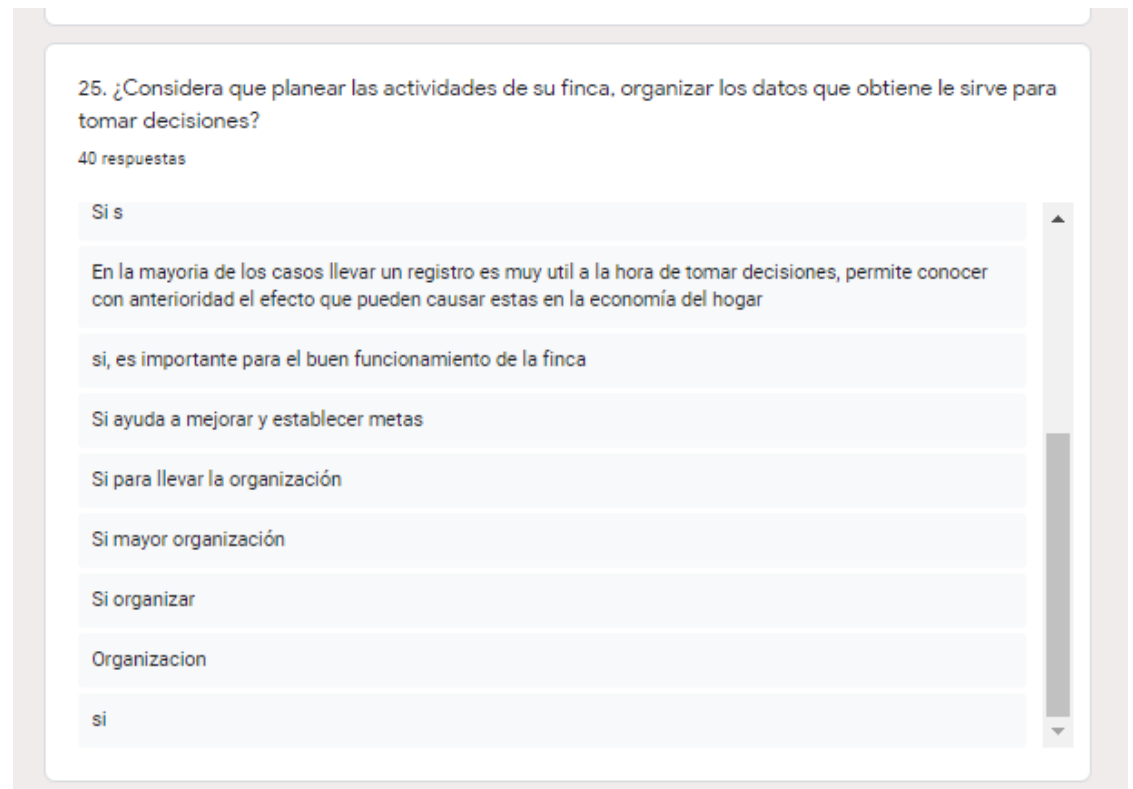 25. ¿Considera que planear las actividades de su finca, organizar los datos que obtiene le sirve para
tomar decisiones?
40 respuestas
Si s
En la mayoria de los casos llevar un registro es muy util a la hora de tomar decisiones, permite conocer
con anterioridad el efecto que pueden causar estas en la economía del hogar
si, es importante para el buen funcionamiento de la finca
Si ayuda a mejorar y establecer metas
Si para llevar la organización
Si mayor organización
Si organizar
Organizacion
si